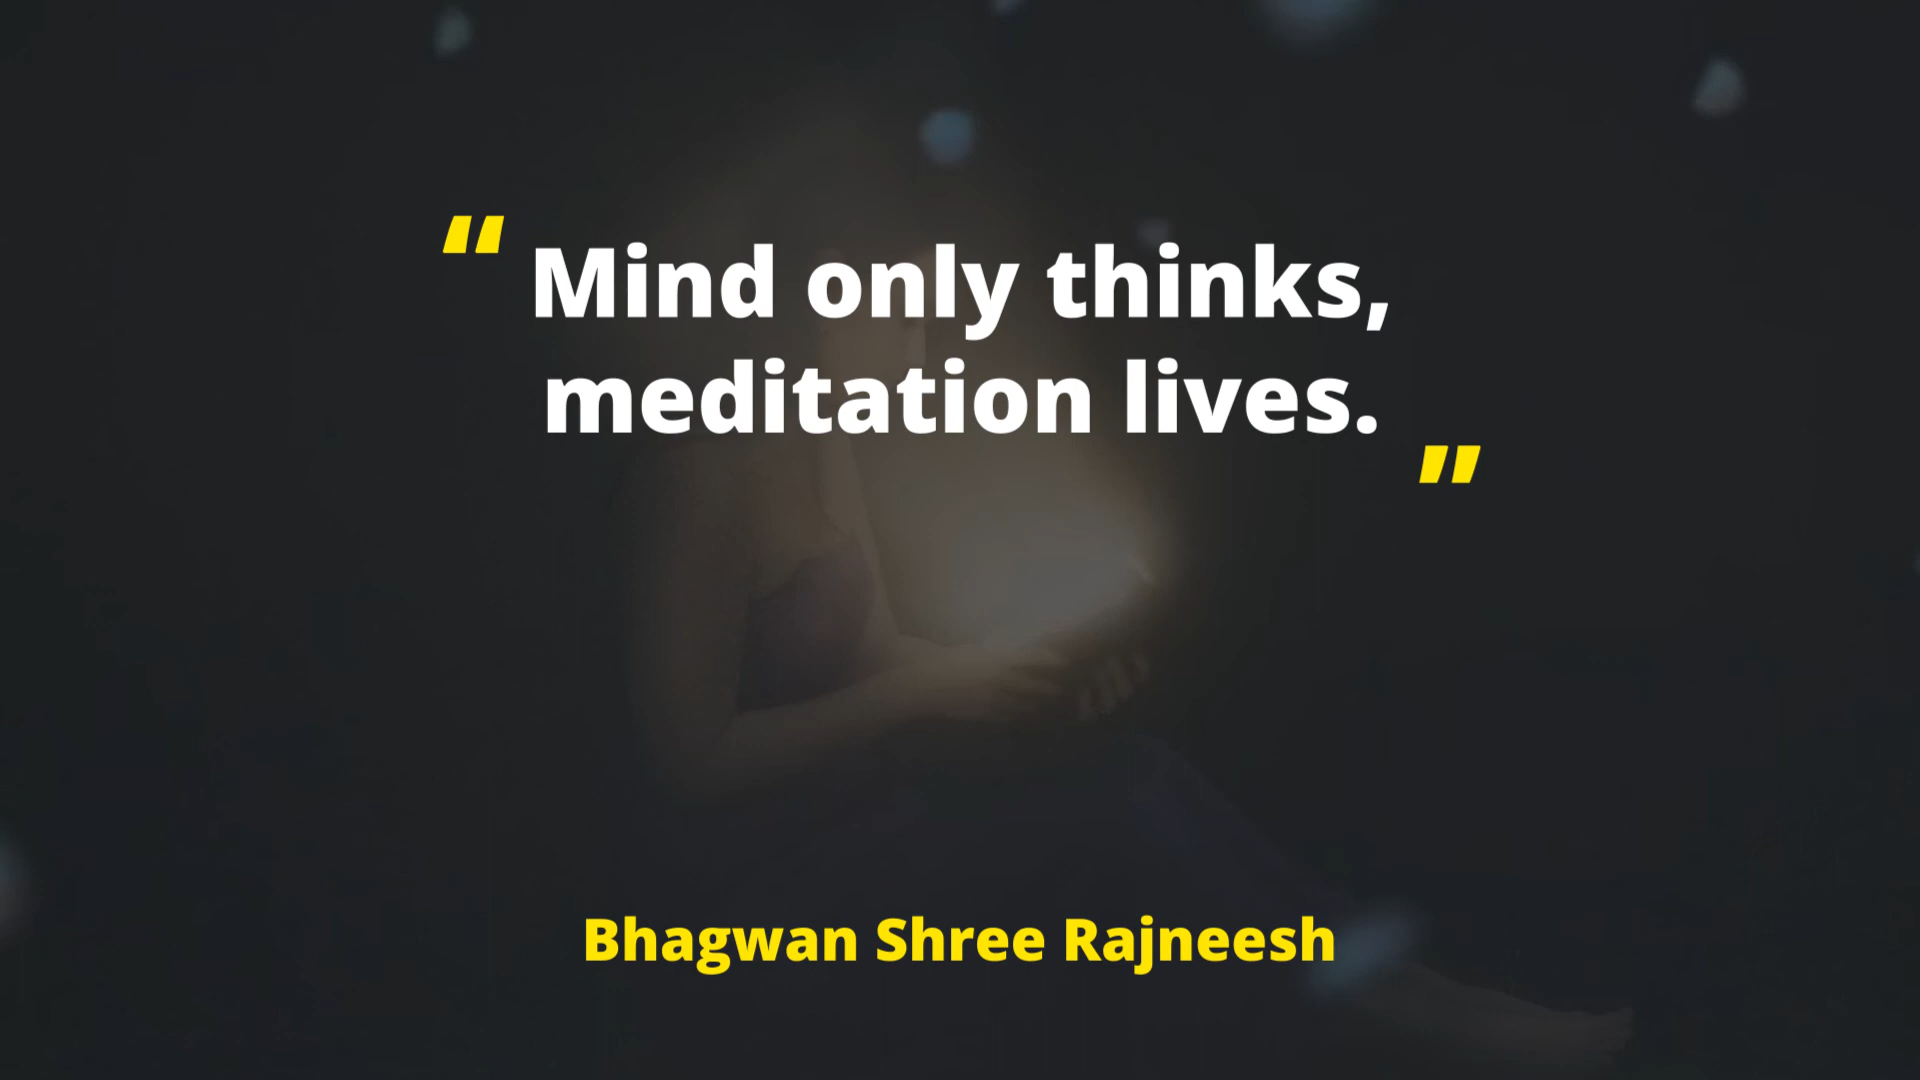 “ Mind only thinks,
meditation lives. ”
Bhagwan Shree Rajneesh